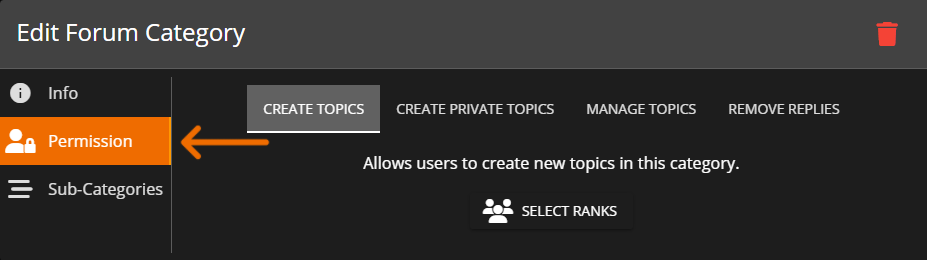 Edit Forum Category
Info
Permission
Sub-Categories
CREATE TOPICS
CREATE PRIVATE TOPICS
MANAGE TOPICS
REMOVE REPLIES
Allows users to create new topics in this category.
SELECT RANKS